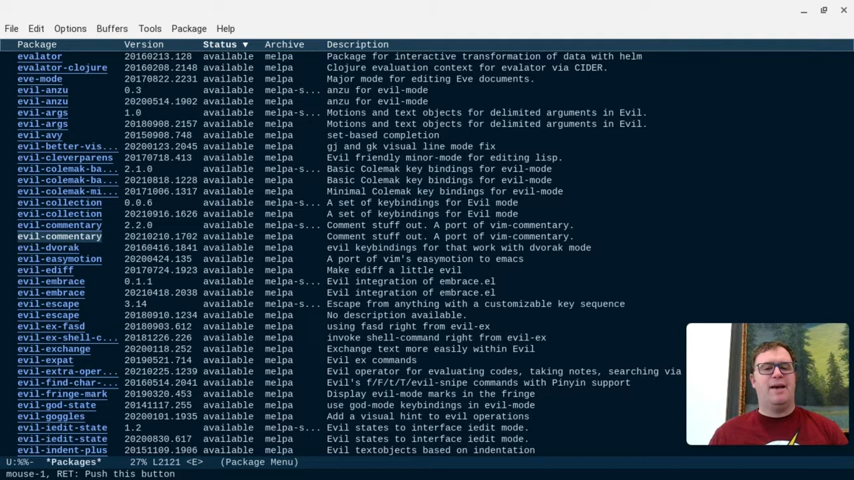 File Edit Options Buffers Tools Package Help
Package Version Status ▼ Archive Description
evalator 20160213.128 available melpa Package for interactive transformation of data with helm
evalator-clojure 20160208.2148 available melpa Clojure evaluation context for evalator via CIDER.
eve-mode 20170822.2231 available melpa Major mode for editing Eve documents.
evil-anzu 0.3 available melpa-s... anzu for evil-mode
evil-anzu 20200514.1902 available melpa anzu for evil-mode
evil-args 1.0 available melpa-s... Motions and text objects for delimited arguments in Evil.
evil-args 20180908.2157 available melpa Motions and text objects for delimited arguments in Evil.
evil-avy 20150908.748 available melpa set-based completion
evil-better-vis... 20200123.2045 available melpa gj and gk visual line mode fix
evil-cleverparens 20170718.413 available melpa Evil friendly minor-mode for editing lisp.
evil-colemak-ba... 2.1.0 available melpa-s... Basic Colemak key bindings for evil-mode
evil-colemak-ba... 20210818.1228 available melpa Basic Colemak key bindings for evil-mode
evil-colemak-mi... 20171006.1317 available melpa Minimal Colemak key bindings for evil-mode
evil-collection 0.0.6 available melpa-s... A set of keybindings for Evil mode
evil-collection 20210916.1626 available melpa A set of keybindings for Evil mode
evil-commentary 2.2.0 available melpa-s... Comment stuff out. A port of vim-commentary.
evil-commentary 20210210.1702 available melpa Comment stuff out. A port of vim-commentary.
evil-dvorak 20160416.1841 available melpa evil keybindings for that work with dvorak mode
evil-easymotion 20200424.135 available melpa A port of vim's easymotion to emacs
evil-ediff 20170724.1923 available melpa Make ediff a little evil
evil-embrace 0.1.1 available melpa-s... Evil integration of embrace.el
evil-embrace 20210418.2038 available melpa Evil integration of embrace.el
evil-escape 3.14 available melpa-s... Escape from anything with a customizable key sequence
evil-escape 20180910.1234 available melpa No description available.
evil-ex-fasd 20180903.612 available melpa using fasd right from evil-ex
evil-ex-shell-c... 20181226.226 available melpa invoke shell-command right from evil-ex
evil-exchange 20200118.252 available melpa Exchange text more easily within Evil
evil-expat 20190521.714 available melpa Evil ex commands
evil-extra-oper... 20210225.1239 available melpa Evil operator for evaluating codes, taking notes, searching via
evil-find-char-... 20160514.2041 available melpa Evil's f/F/t/T/evil-snipe commands with Pinyin support
evil-fringe-mark 20190320.453 available melpa Display evil-mode marks in the fringe
evil-god-state 20141117.255 available melpa use god-mode keybindings in evil-mode
evil-goggles 20200101.1935 available melpa Add a visual hint to evil operations
evil-iedit-state 1.2 available melpa-s... Evil states to interface iedit mode.
evil-iedit-state 20200830.617 available melpa Evil states to interface iedit mode.
evil-indent-plus 20151109.1906 available melpa Evil textobjects based on indentation
U:%%- *Packages* 27% L2121 <E> (Package Menu)
mouse-1, RET: Push this button